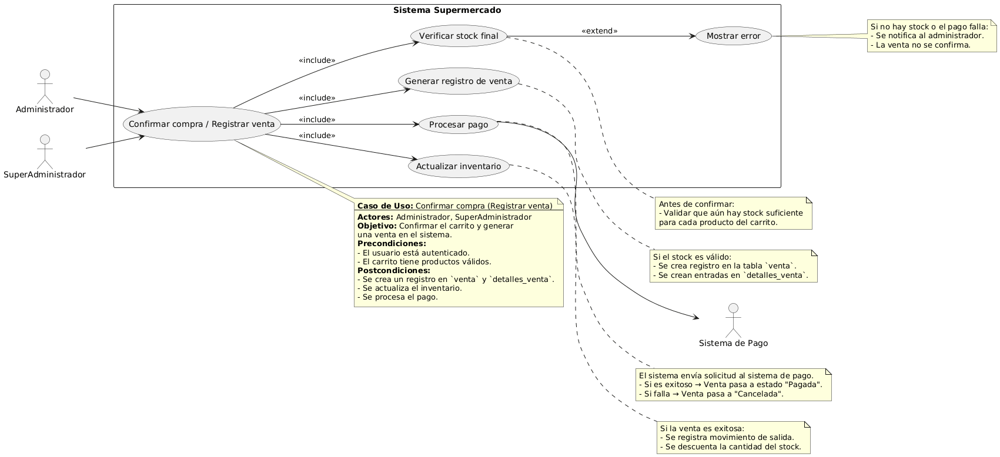 Sistema Supermercado
Verificar stock final
«extend»
Mostrar error
Si no hay stock o el pago falla:
- Se notifica al administrador.
- La venta no se confirma.
«include»
Generar registro de venta
«include»
Administrador
Confirmar compra / Registrar venta
«include»
Procesar pago
«include»
SuperAdministrador
Actualizar inventario
Caso de Uso: Confirmar compra (Registrar venta)
Actores: Administrador, SuperAdministrador
Objetivo: Confirmar el carrito y generar
una venta en el sistema.
Precondiciones:
- El usuario está autenticado.
- El carrito tiene productos válidos.
Postcondiciones:
- Se crea un registro en `venta` y `detalles_venta`.
- Se actualiza el inventario.
- Se procesa el pago.
Antes de confirmar:
- Validar que aún hay stock suficiente
para cada producto del carrito.
Si el stock es válido:
- Se crea registro en la tabla `venta`.
- Se crean entradas en `detalles_venta`.
Sistema de Pago
El sistema envía solicitud al sistema de pago.
- Si es exitoso → Venta pasa a estado "Pagada".
- Si falla → Venta pasa a "Cancelada".
Si la venta es exitosa:
- Se registra movimiento de salida.
- Se descuenta la cantidad del stock.